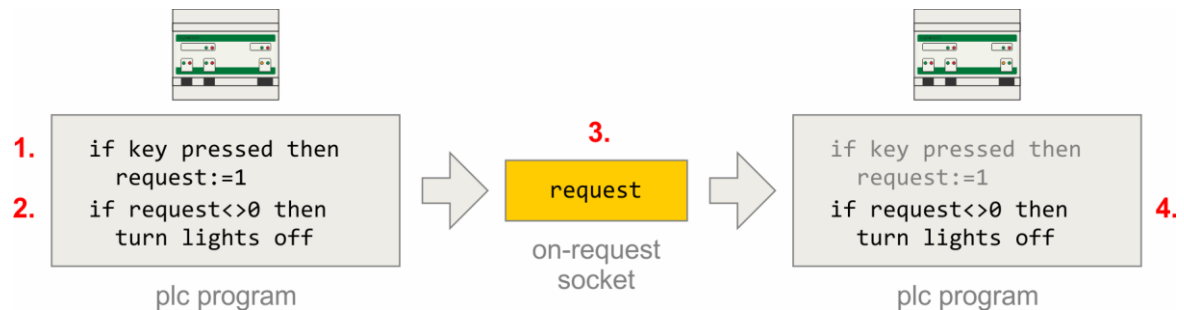 1.
if key pressed then
request:=1
2.
if request<>0 then
turn lights off
plc program
3.
request
on-request
socket
if key pressed then
request:=1
if request<>0 then
turn lights off
4.
plc program